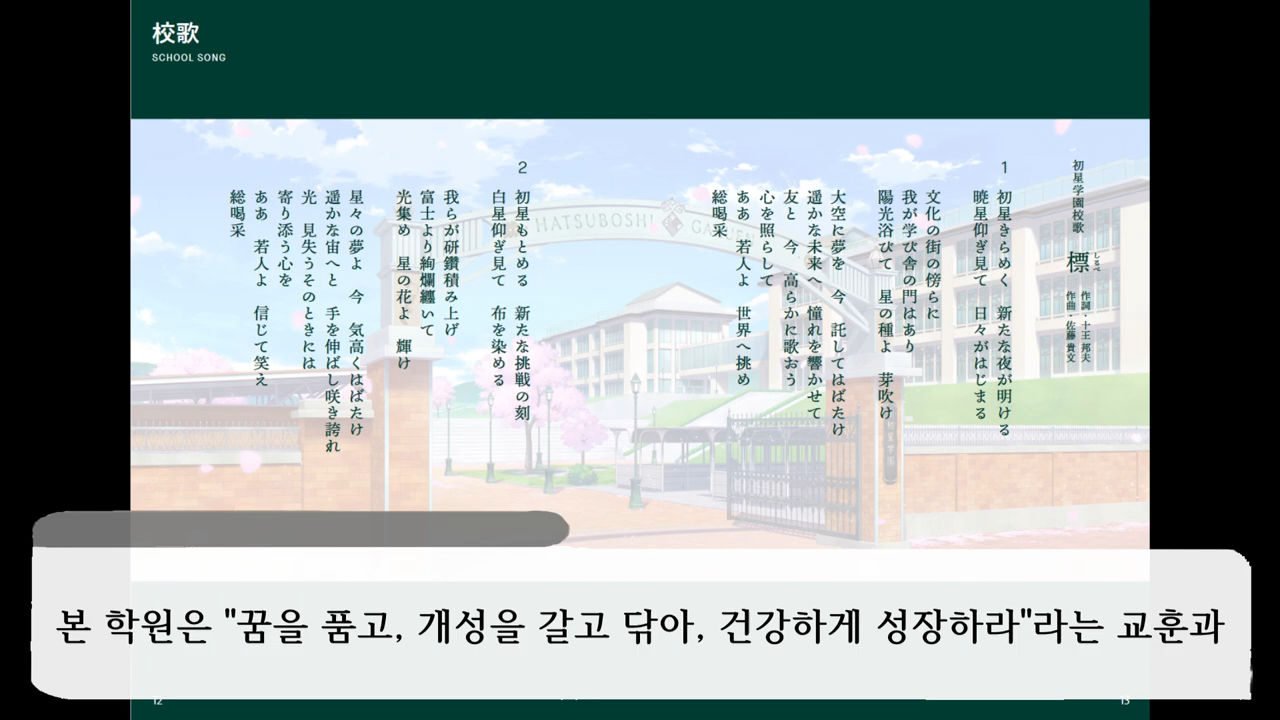 校歌
SCHOOL SONG
初星学園校歌 標
しるべ
作詞・十王 邦夫
作曲・佐藤 貴文
1
初星きらめく 新たな夜が明ける
暁星仰ぎ見て 日々がはじまる
文化の街の傍らに
我が学び舎の門はあり
陽光浴びて 星の種よ 芽吹け
大空に夢を 今 託してはばたけ
遥かな未来へ 憧れを響かせて
友と 今 高らかに歌おう
心を照らして
ああ 若人よ 世界へ挑め
総喝采
2
初星もとめる 新たな挑戦の刻
白星仰ぎ見て 布を染める
我らが研鑽積み上げ
富士より絢爛纏いて
光集め 星の花よ 輝け
星々の夢よ 今 気高くはばたけ
遥かな宙へと 手を伸ばし咲き誇れ
光 見失うそのときには
寄り添う心を
ああ 若人よ 信じて笑え
総喝采
HATSUBOSHI GAKUEN
初星学園
본 학원은 "꿈을 품고, 개성을 갈고 닦아, 건강하게 성장하라"라는 교훈과
12
13